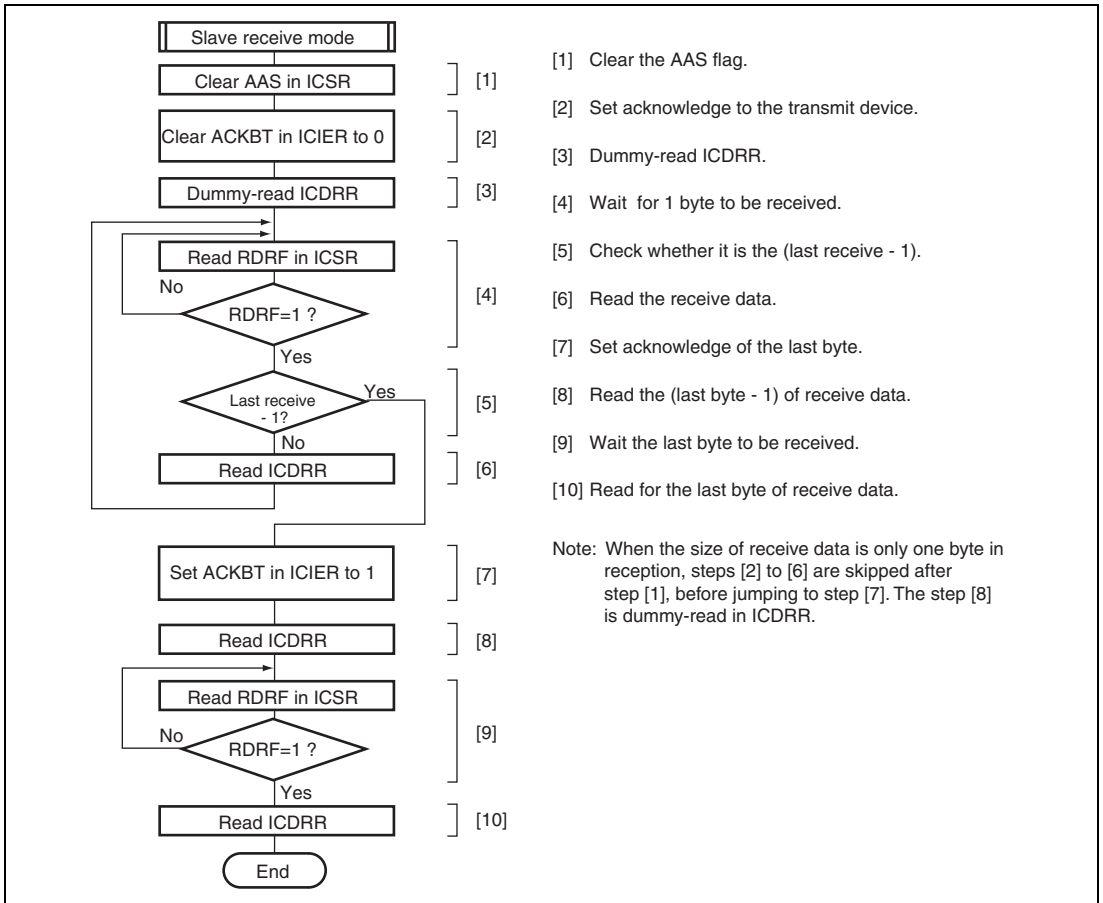 Slave receive mode
Clear AAS in ICSR
[1]
Clear ACKBT in ICIER to 0
[2]
Dummy-read ICDRR
[3]
Read RDRF in ICSR
No
RDRF=1 ?
[4]
Yes
Last receive
- 1?
Yes
[5]
No
Read ICDRR
[6]
Set ACKBT in ICIER to 1
[7]
Read ICDRR
[8]
Read RDRF in ICSR
No
RDRF=1 ?
[9]
Yes
Read ICDRR
[10]
End
[1] Clear the AAS flag.
[2] Set acknowledge to the transmit device.
[3] Dummy-read ICDRR.
[4] Wait for 1 byte to be received.
[5] Check whether it is the (last receive - 1).
[6] Read the receive data.
[7] Set acknowledge of the last byte.
[8] Read the (last byte - 1) of receive data.
[9] Wait the last byte to be received.
[10] Read for the last byte of receive data.
Note: When the size of receive data is only one byte in
reception, steps [2] to [6] are skipped after
step [1], before jumping to step [7]. The step [8]
is dummy-read in ICDRR.